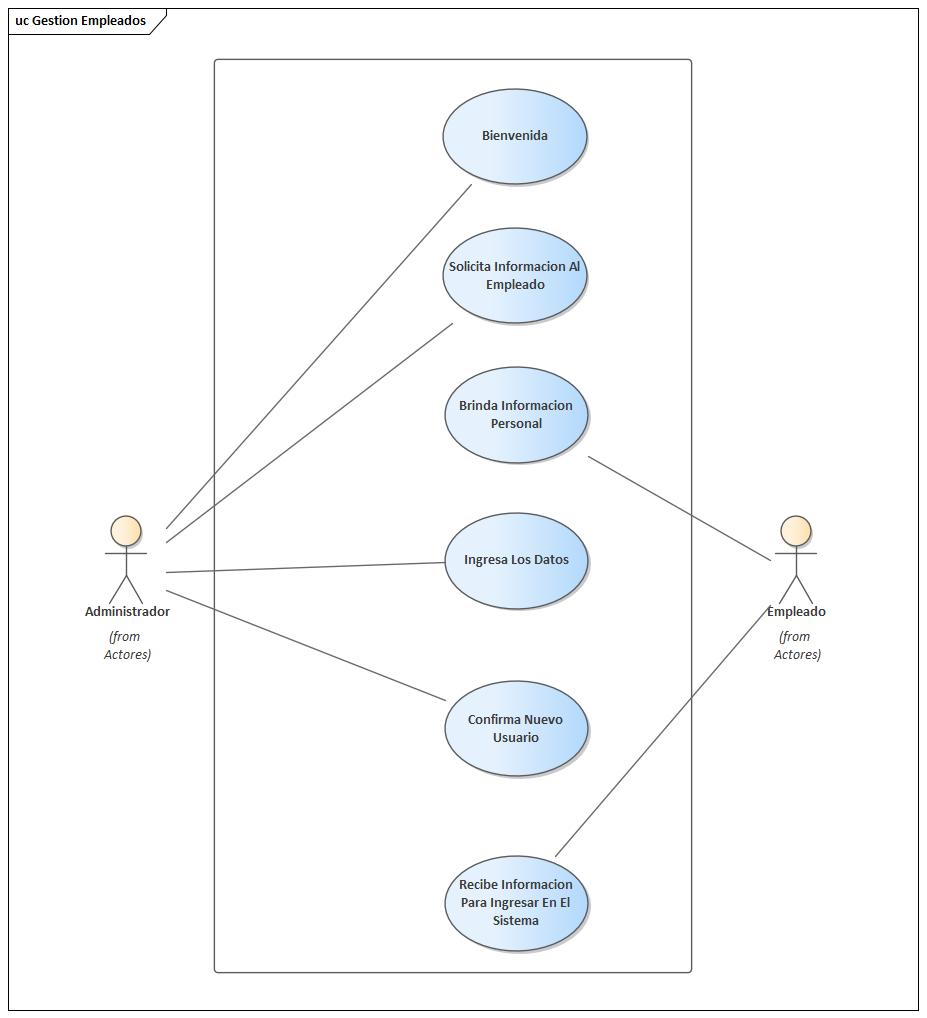 uc Gestion Empleados
Bienvenida
Solicita Informacion Al
Empleado
Brinda Informacion
Personal
Ingresa Los Datos
Administrador
(from
Actores)
Empleado
(from
Actores)
Confirma Nuevo
Usuario
Recibe Informacion
Para Ingresar En El
Sistema